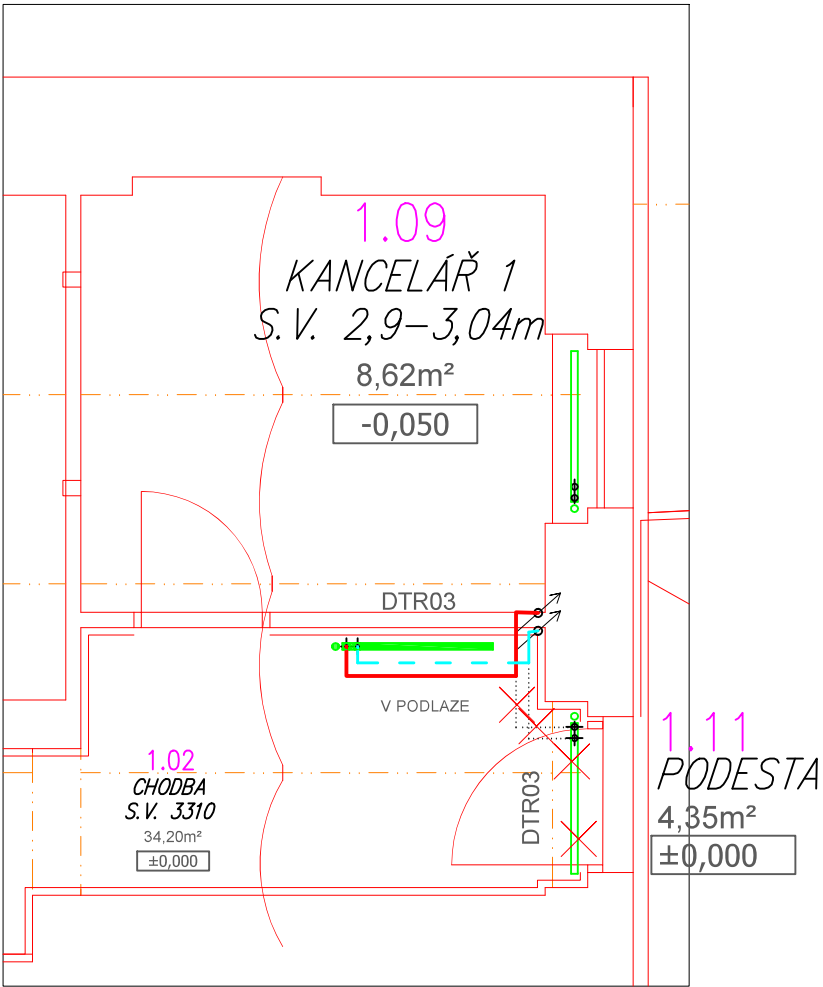 1.09
KANCELÁŘ 1
S.V. 2,9-3,04m
8,62m²
-0,050
DTR03
V PODLAZE
1.02
CHODBA
S.V. 3310
34,20m²
±0,000
DTR03
1.11
PODESTA
4,35m²
±0,000